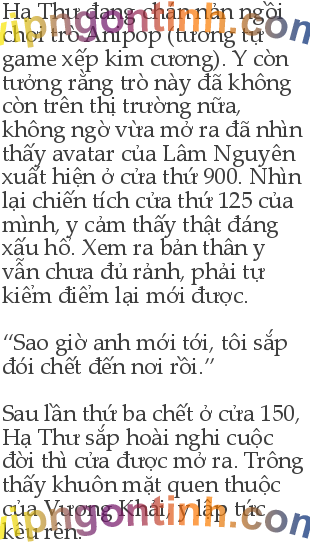 Hạ Thư đang chán nản ngồi
chơi trò Anipop (tương tự
game xếp kim cương). Y còn
tưởng rằng trò này đã không
còn trên thị trường nữa,
không ngờ vừa mở ra đã nhìn
thấy avatar của Lâm Nguyên
xuất hiện ở cửa thứ 900. Nhìn
lại chiến tích cửa thứ 125 của
mình, y cảm thấy thật đáng
xấu hổ. Xem ra bản thân y
vẫn chưa đủ rảnh, phải tự
kiểm điểm lại mới được.
“Sao giờ anh mới tới, tôi sắp
đói chết đến nơi rồi.”
Sau lần thứ ba chết ở cửa 150,
Hạ Thư sắp hoài nghi cuộc
đời thì cửa được mở ra. Trông
thấy khuôn mặt quen thuộc
của Vương Khải, y lập tức
kêu rên.